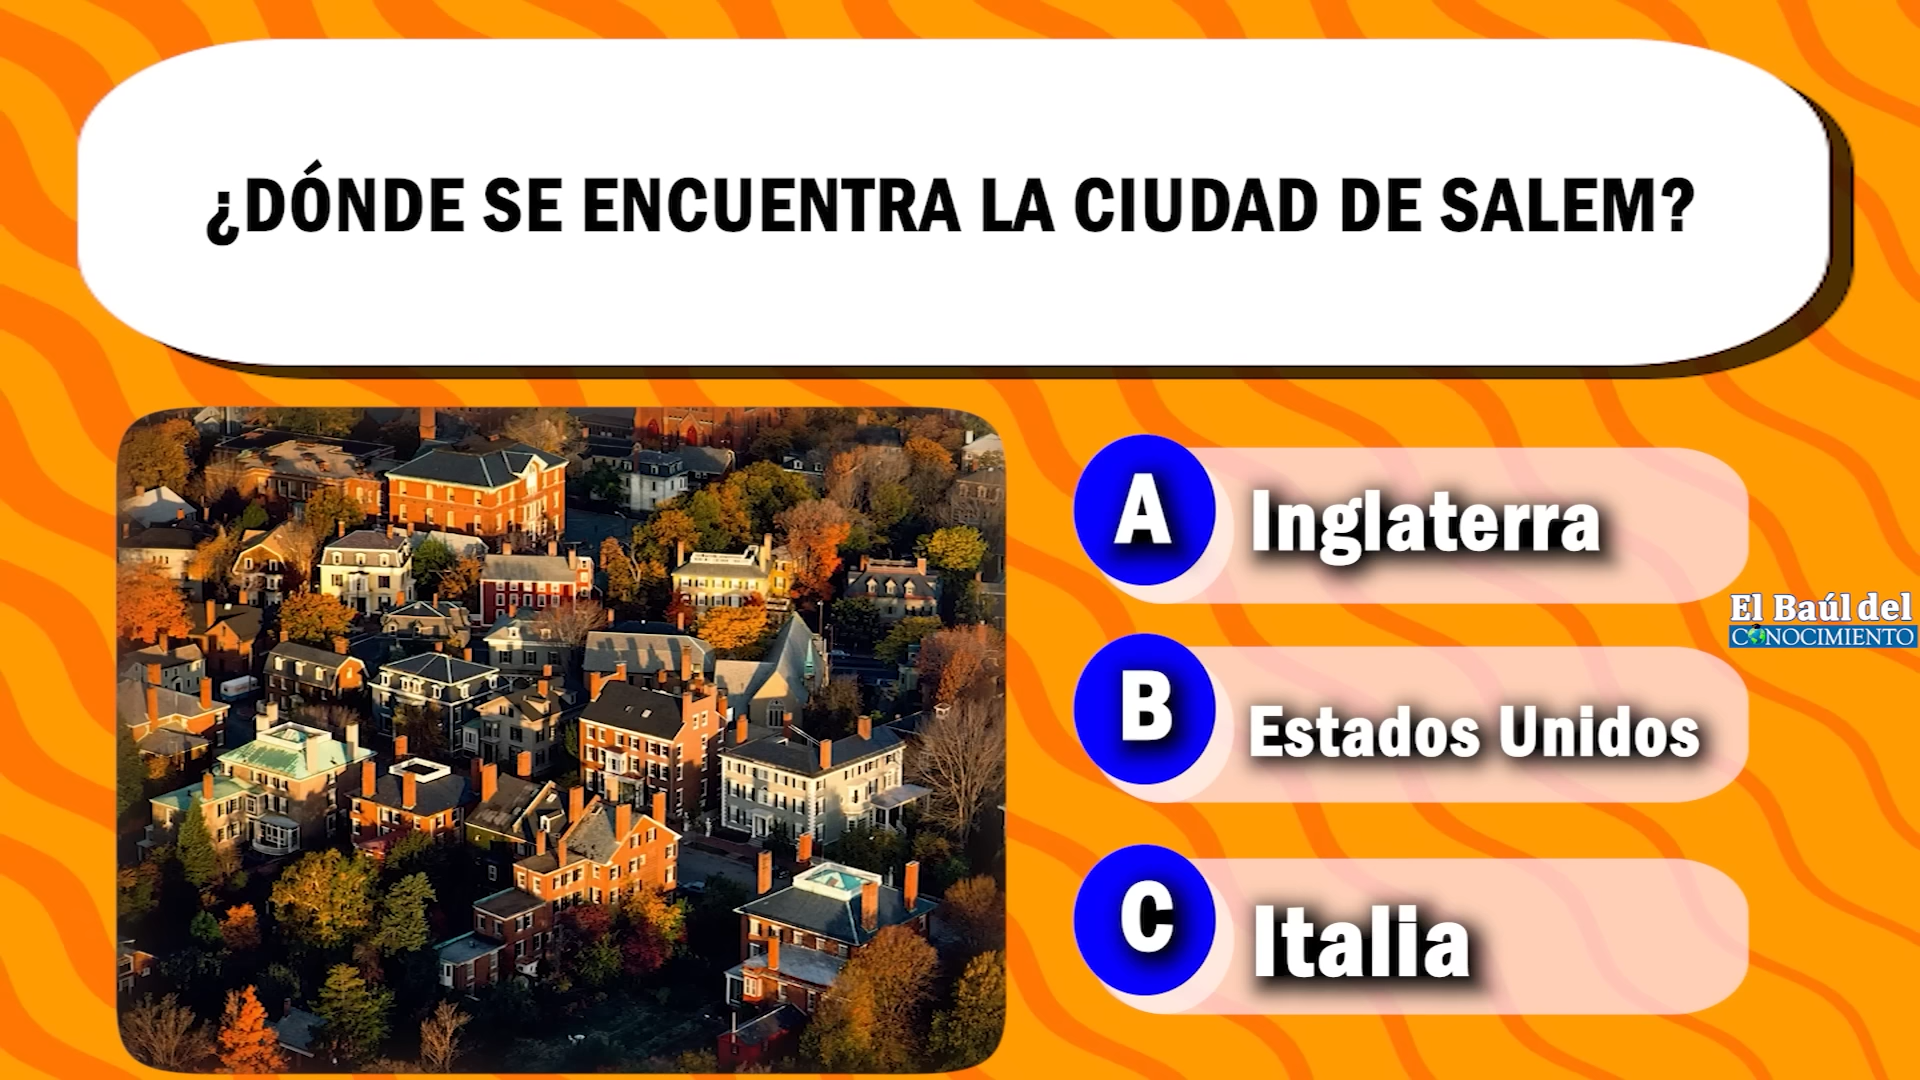 ¿DÓNDE SE ENCUENTRA LA CIUDAD DE SALEM?
A Inglaterra
B Estados Unidos
C Italia
El Baúl del
CONOCIMIENTO